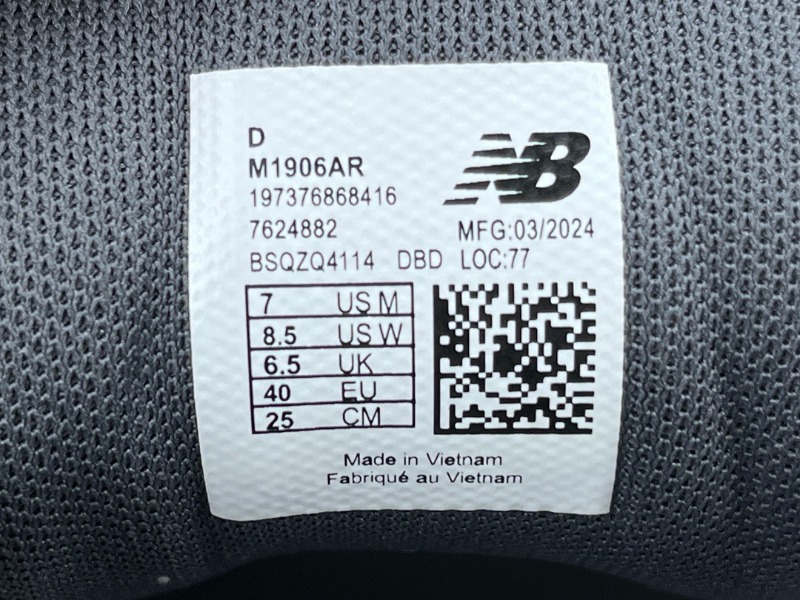 D
M1906AR
NB
197376868416
7624882 MFG:03/2024
BSQZQ4114 DBD LOC:77
7 US M
8.5 US W
6.5 UK
40 EU
25 CM
Made in Vietnam
Fabriqué au Vietnam